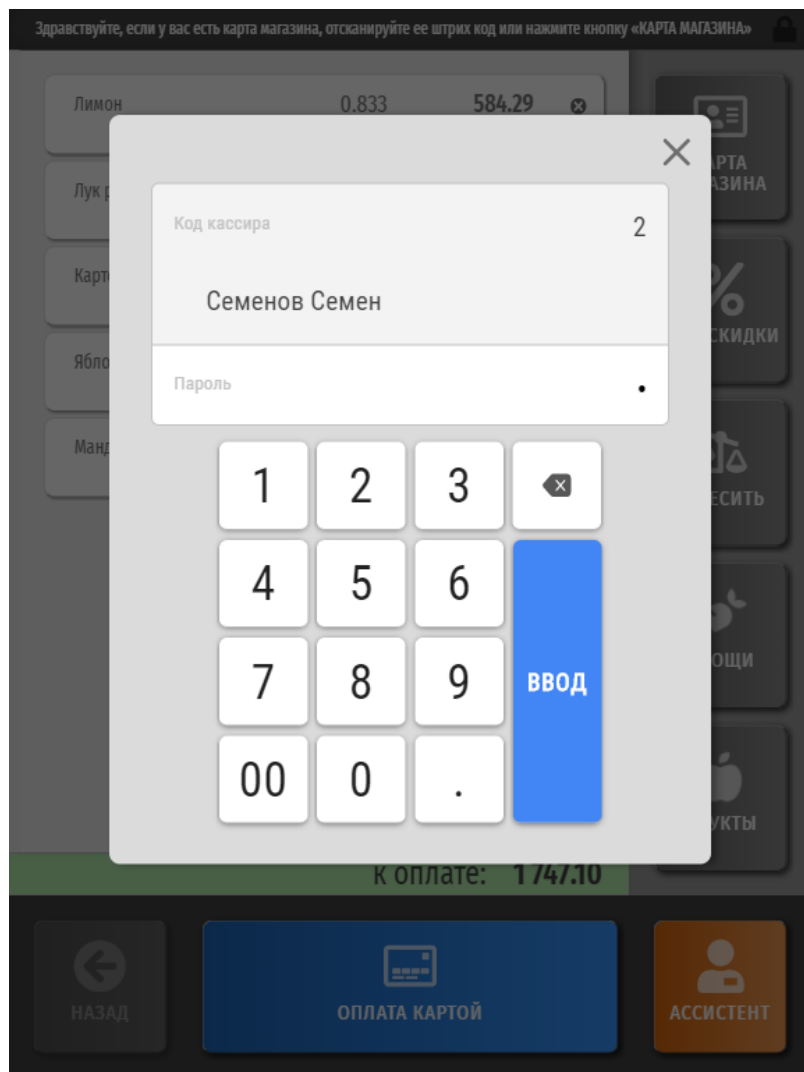 Здравствуйте, если у вас есть карта магазина, отсканируйте ее штрих код или нажмите кнопку «КАРТА МАГАЗИНА»
Лимон 0.833 584.29
Лук
Код кассира 2
Семенов Семен
Пароль
1 2 3
4 5 6
7 8 9 ВВОД
00 0 .
СКИДКИ
к оплате: 1 747.10
НАЗАД
ОПЛАТА КАРТОЙ
АССИСТЕНТ